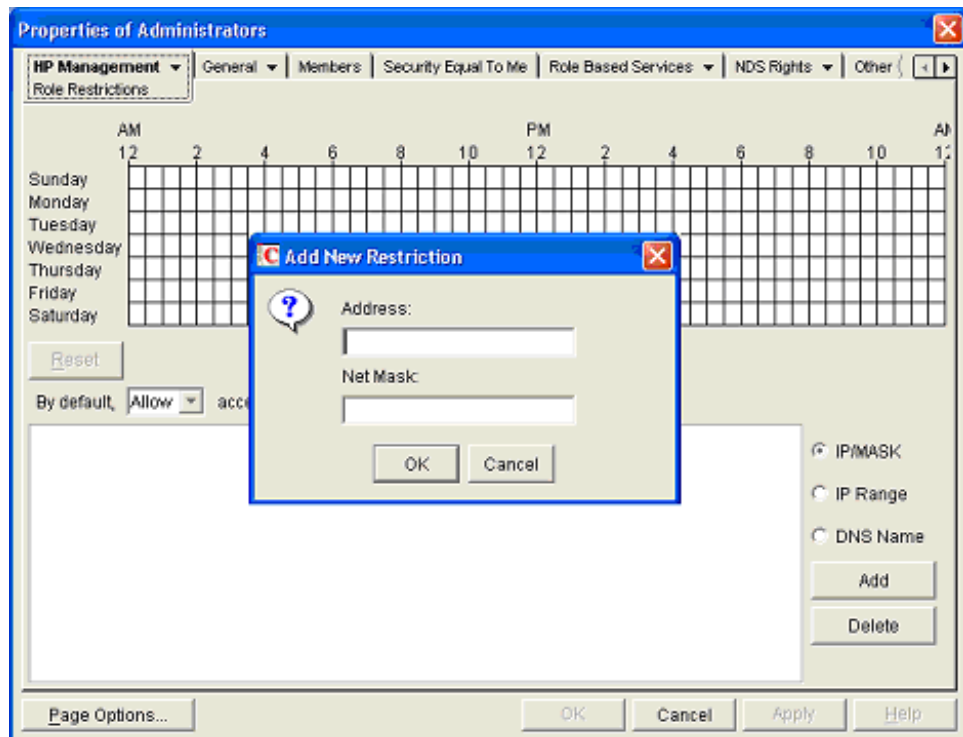 Properties of Administrators
HP Management General Members Security Equal To Me Role Based Services NDS Rights Other
Role Restrictions
AM PM
12 2 4 6 8 10 12 2 4 6 8 10
Sunday
Monday
Tuesday
Wednesday
Thursday
Friday
Saturday
Add New Restriction
Address:
Net Mask:
OK Cancel
Reset
By default, Allow
IP/MASK
IP Range
DNS Name
Add
Delete
Page Options... OK Cancel Apply Help